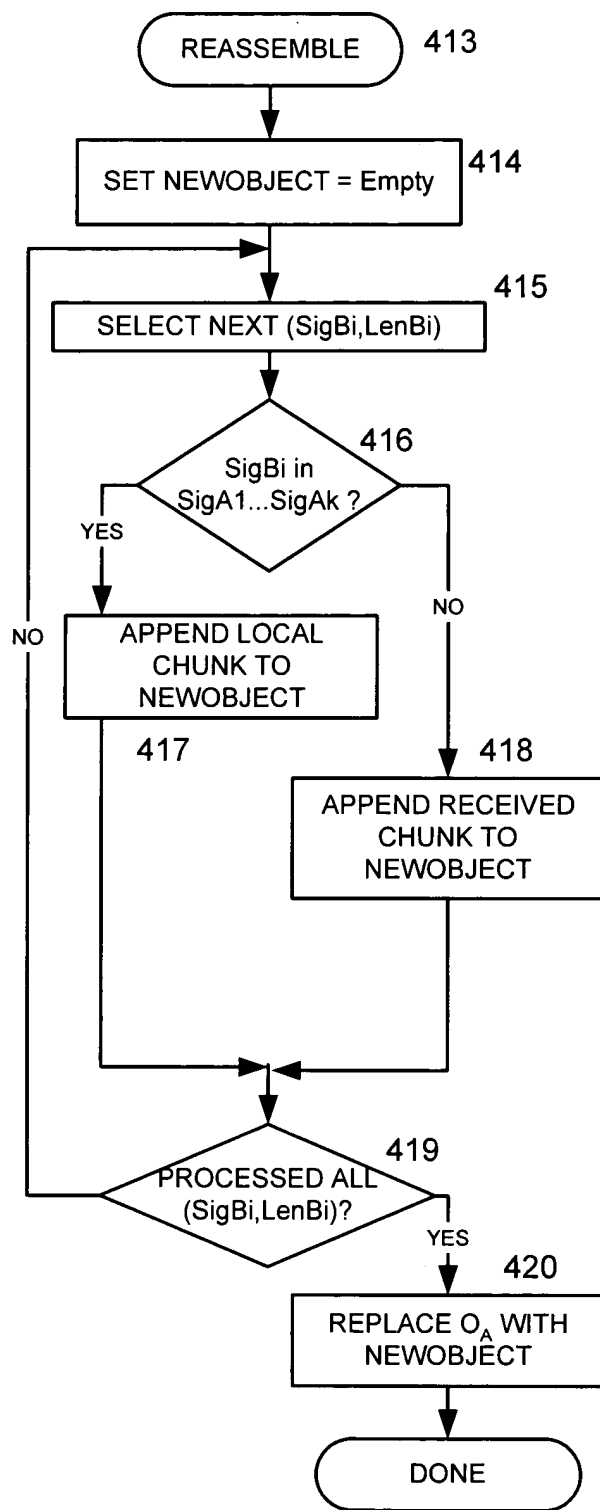 REASSEMBLE
413
SET NEWOBJECT = Empty
414
415
SELECT NEXT (SigBi,LenBi)
416
SigBi in
SigA1...SigAk ?
YES
NO
NO
APPEND LOCAL
CHUNK TO
NEWOBJECT
417
418
APPEND RECEIVED
CHUNK TO
NEWOBJECT
419
PROCESSED ALL
(SigBi,LenBi)?
YES
420
REPLACE O_A WITH
NEWOBJECT
DONE